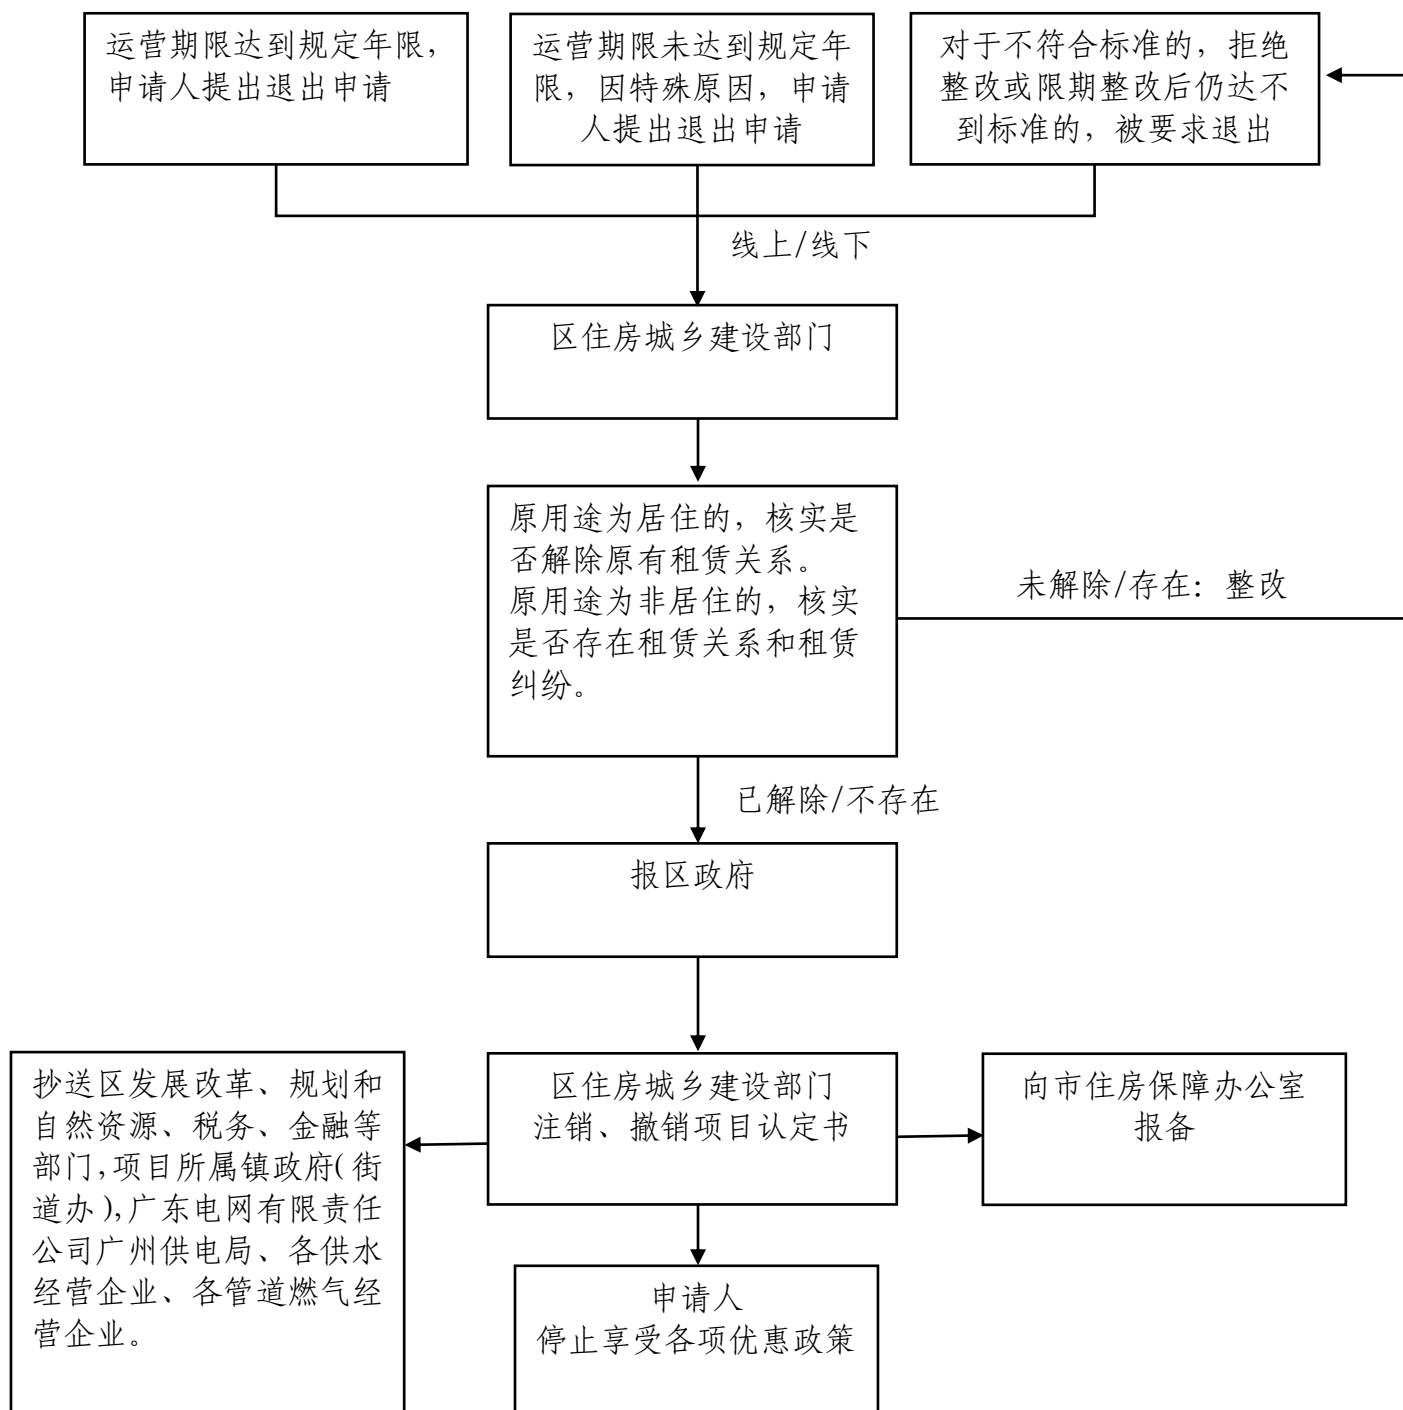 运营期限达到规定年限，
申请人提出退出申请
运营期限未达到规定年
限，因特殊原因，申请
人提出退出申请
对于不符合标准的，拒绝
整改或限期整改后仍达不
到标准的，被要求退出
线上/线下
区住房城乡建设部门
原用途为居住的，核实是
否解除原有租赁关系。
原用途为非居住的，核实
是否存在租赁关系和租赁
纠纷。
未解除/存在：整改
已解除/不存在
报区政府
抄送区发展改革、规划和
自然资源、税务、金融等
部门,项目所属镇政府(街
道办),广东电网有限责任
公司广州供电局、各供水
经营企业、各管道燃气经
营企业。
区住房城乡建设部门
注销、撤销项目认定书
向市住房保障办公室
报备
申请人
停止享受各项优惠政策